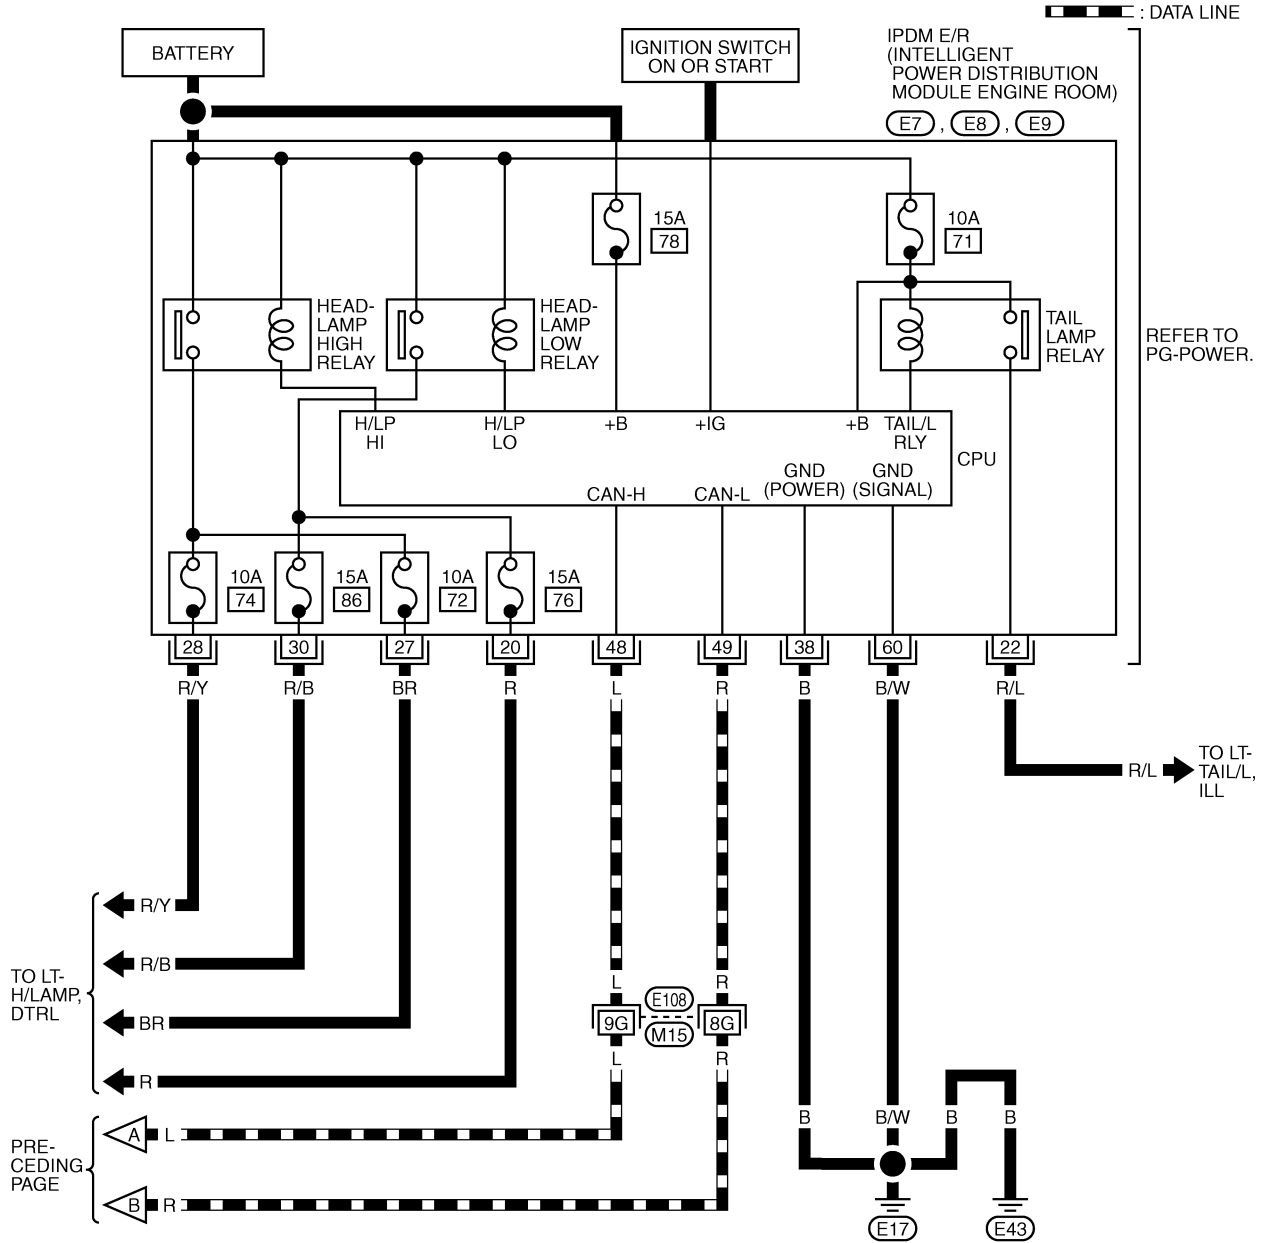 : DATA LINE
BATTERY
IGNITION SWITCH
ON OR START
IPDM E/R
(INTELLIGENT
POWER DISTRIBUTION
MODULE ENGINE ROOM)
E7 , E8 , E9
15A
78
10A
71
HEAD-
LAMP
HIGH
RELAY
HEAD-
LAMP
LOW
RELAY
TAIL
LAMP
RELAY
REFER TO
PG-POWER.
H/LP
HI
H/LP
LO
+B
+IG
+B
TAIL/L
RLY
CPU
CAN-H
CAN-L
GND
(POWER)
GND
(SIGNAL)
10A
74
15A
86
10A
72
15A
76
28 30 27 20 48 49 38 60 22
R/Y R/B BR R L R B B/W R/L
R/L
TO LT-
TAIL/L,
ILL
TO LT-
H/LAMP,
DTRL
R/Y
R/B
BR
R
L R
9G
E108
M15
8G
L R
B B/W B B
PRE-
CEDING
PAGE
A L
B R
E17 E43